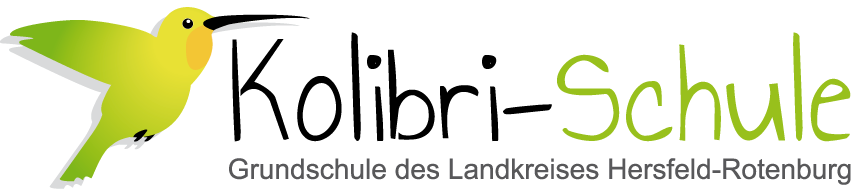 Kolibri-Schule
Grundschule des Landkreises Hersfeld-Rotenburg